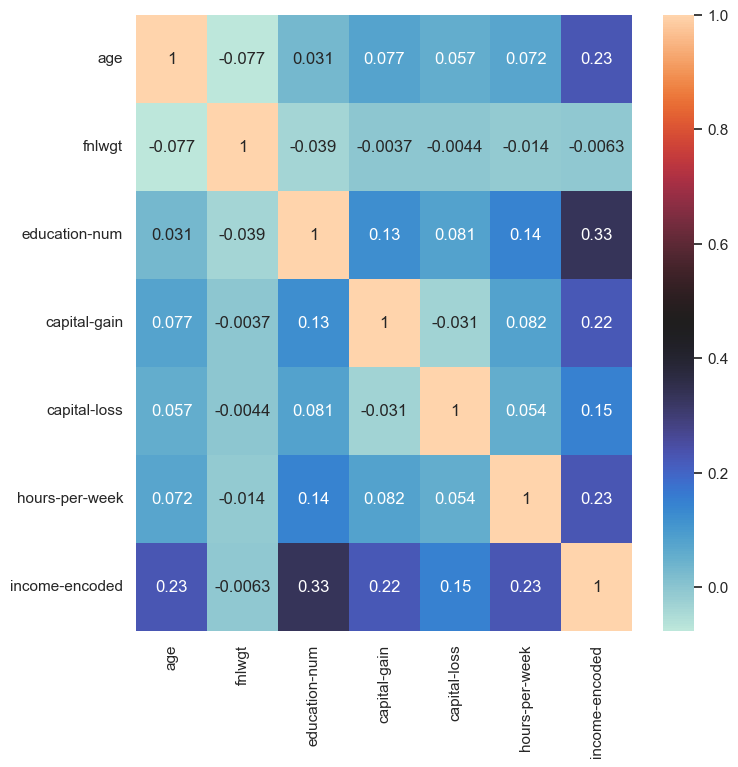 age 1 -0.077 0.031 0.077 0.057 0.072 0.23
fnlwgt -0.077 1 -0.039 -0.0037 -0.0044 -0.014 -0.0063
education-num 0.031 -0.039 1 0.13 0.081 0.14 0.33
capital-gain 0.077 -0.0037 0.13 1 -0.031 0.082 0.22
capital-loss 0.057 -0.0044 0.081 -0.031 1 0.054 0.15
hours-per-week 0.072 -0.014 0.14 0.082 0.054 1 0.23
income-encoded 0.23 -0.0063 0.33 0.22 0.15 0.23 1
age
fnlwgt
education-num
capital-gain
capital-loss
hours-per-week
income-encoded
1.0
0.8
0.6
0.4
0.2
0.0